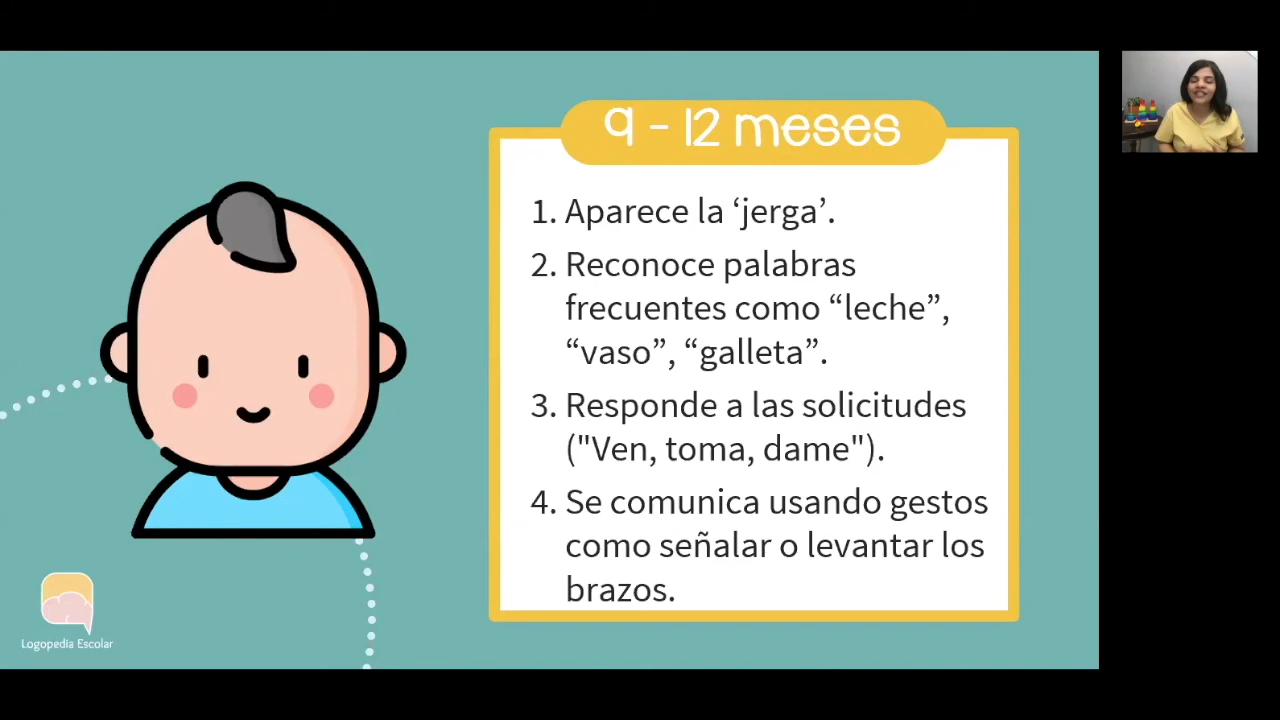 9 - 12 meses
1. Aparece la ‘jerga’.
2. Reconoce palabras
frecuentes como “leche”,
“vaso”, “galleta”.
3. Responde a las solicitudes
("Ven, toma, dame").
4. Se comunica usando gestos
como señalar o levantar los
brazos.
Logopedia Escolar